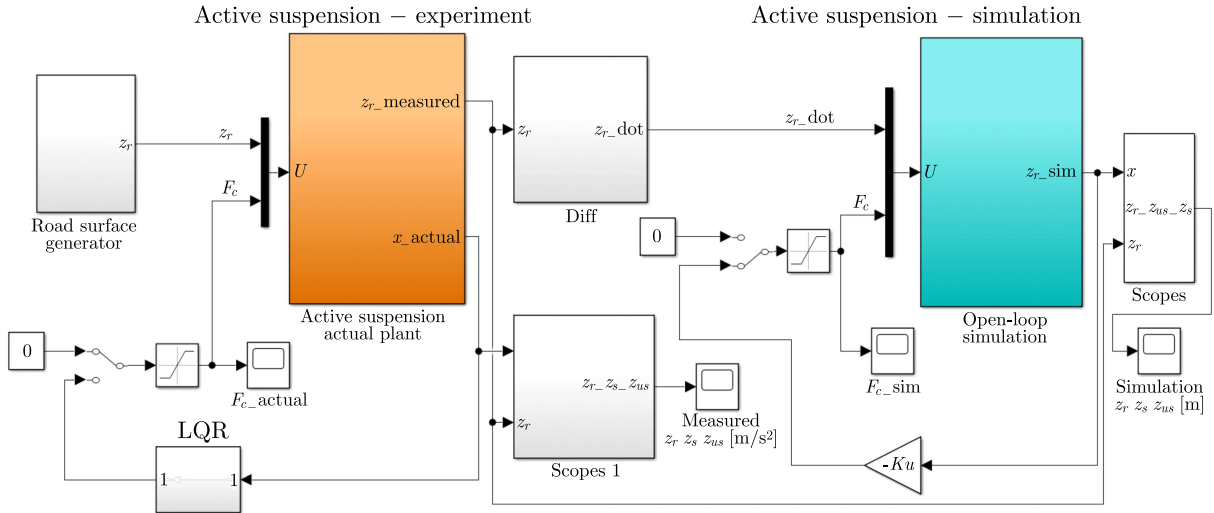 Active suspension – experiment
Active suspension – simulation
z_r
Road surface
generator
z_r
F_c
U
z_r_measured
x_actual
Active suspension
actual plant
z_r
z_r_dot
Diff
z_r_dot
F_c
U
z_r_sim
Open-loop
simulation
x
z_r_z_us_z_s
z_r
Scopes
0
0
F_c_actual
LQR
1
1
z_r_z_s_z_us
z_r
Scopes 1
Measured
z_r z_s z_us [m/s²]
F_c_sim
-Ku
Simulation
z_r z_s z_us [m]